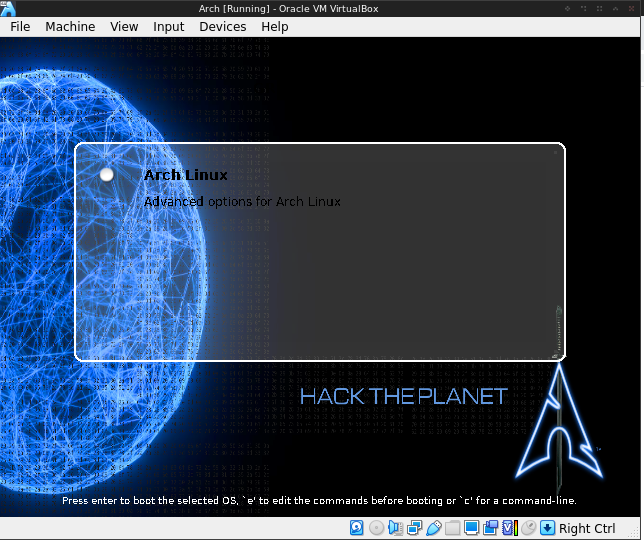 Arch [Running] - Oracle VM VirtualBox
File Machine View Input Devices Help
Arch Linux
Advanced options for Arch Linux
HACK THE PLANET
Press enter to boot the selected OS, `e' to edit the commands before booting or `c' for a command-line.
Right Ctrl